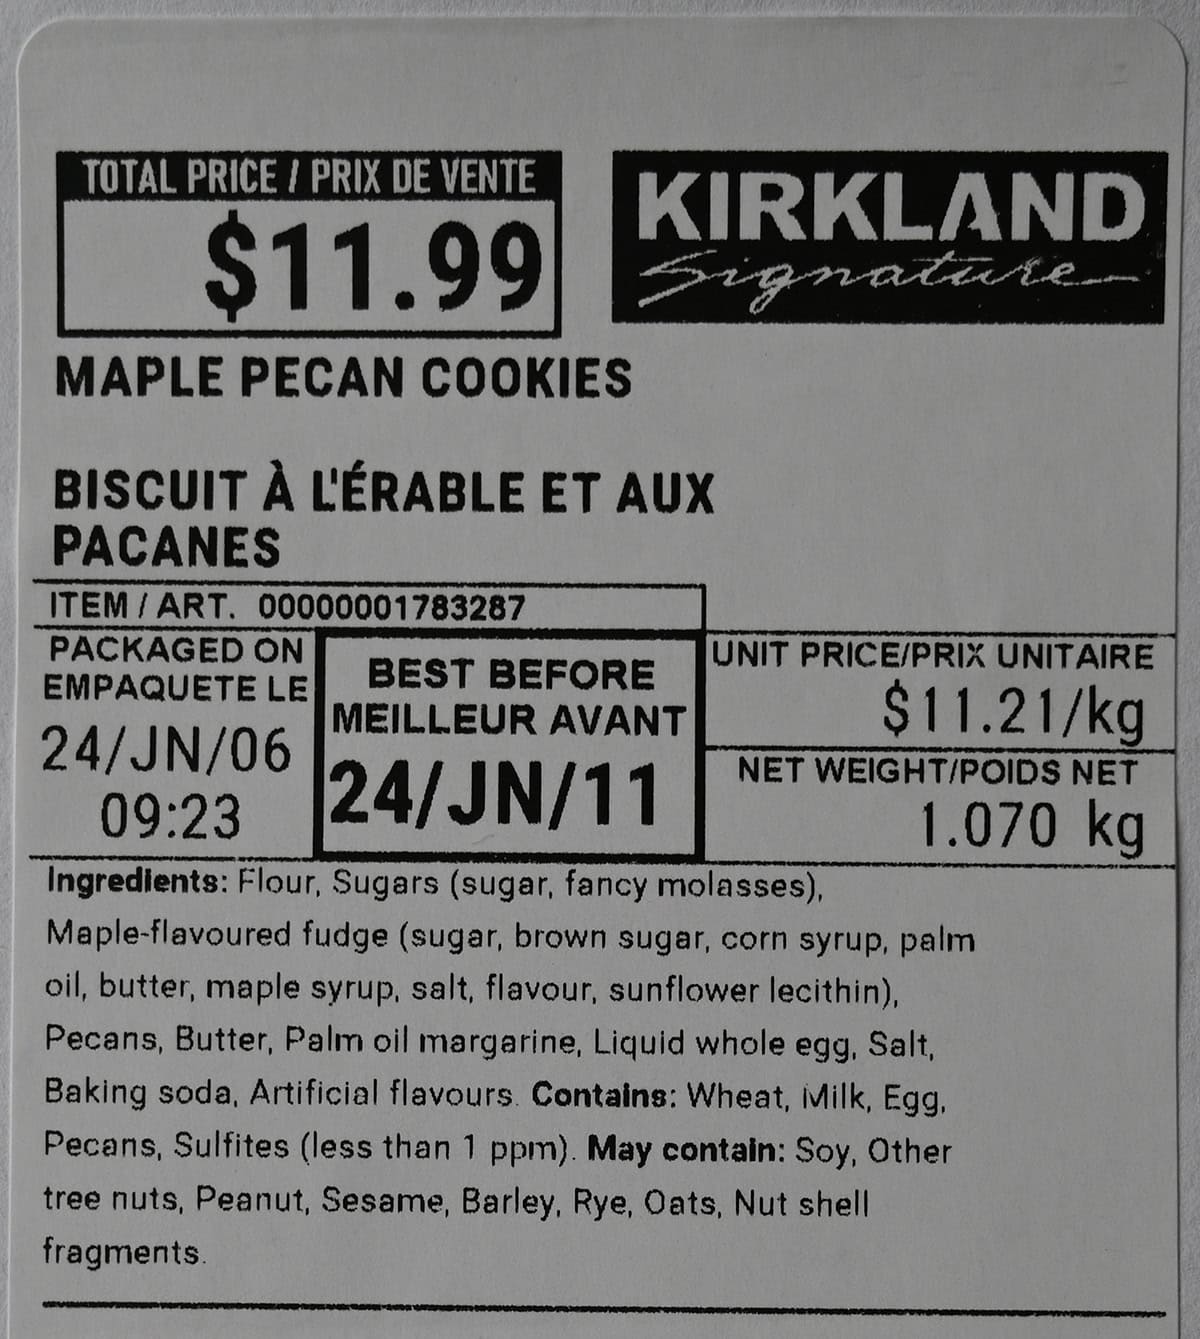 TOTAL PRICE / PRIX DE VENTE
$11.99
KIRKLAND
Signature
MAPLE PECAN COOKIES
BISCUIT À L'ÉRABLE ET AUX
PACANES
ITEM / ART. 00000001783287
PACKAGED ON
EMPAQUETE LE
24/JN/06
09:23
BEST BEFORE
MEILLEUR AVANT
24/JN/11
UNIT PRICE/PRIX UNITAIRE
$11.21/kg
NET WEIGHT/POIDS NET
1.070 kg
Ingredients: Flour, Sugars (sugar, fancy molasses),
Maple-flavoured fudge (sugar, brown sugar, corn syrup, palm
oil, butter, maple syrup, salt, flavour, sunflower lecithin),
Pecans, Butter, Palm oil margarine, Liquid whole egg, Salt,
Baking soda, Artificial flavours. Contains: Wheat, Milk, Egg,
Pecans, Sulfites (less than 1 ppm). May contain: Soy, Other
tree nuts, Peanut, Sesame, Barley, Rye, Oats, Nut shell
fragments.